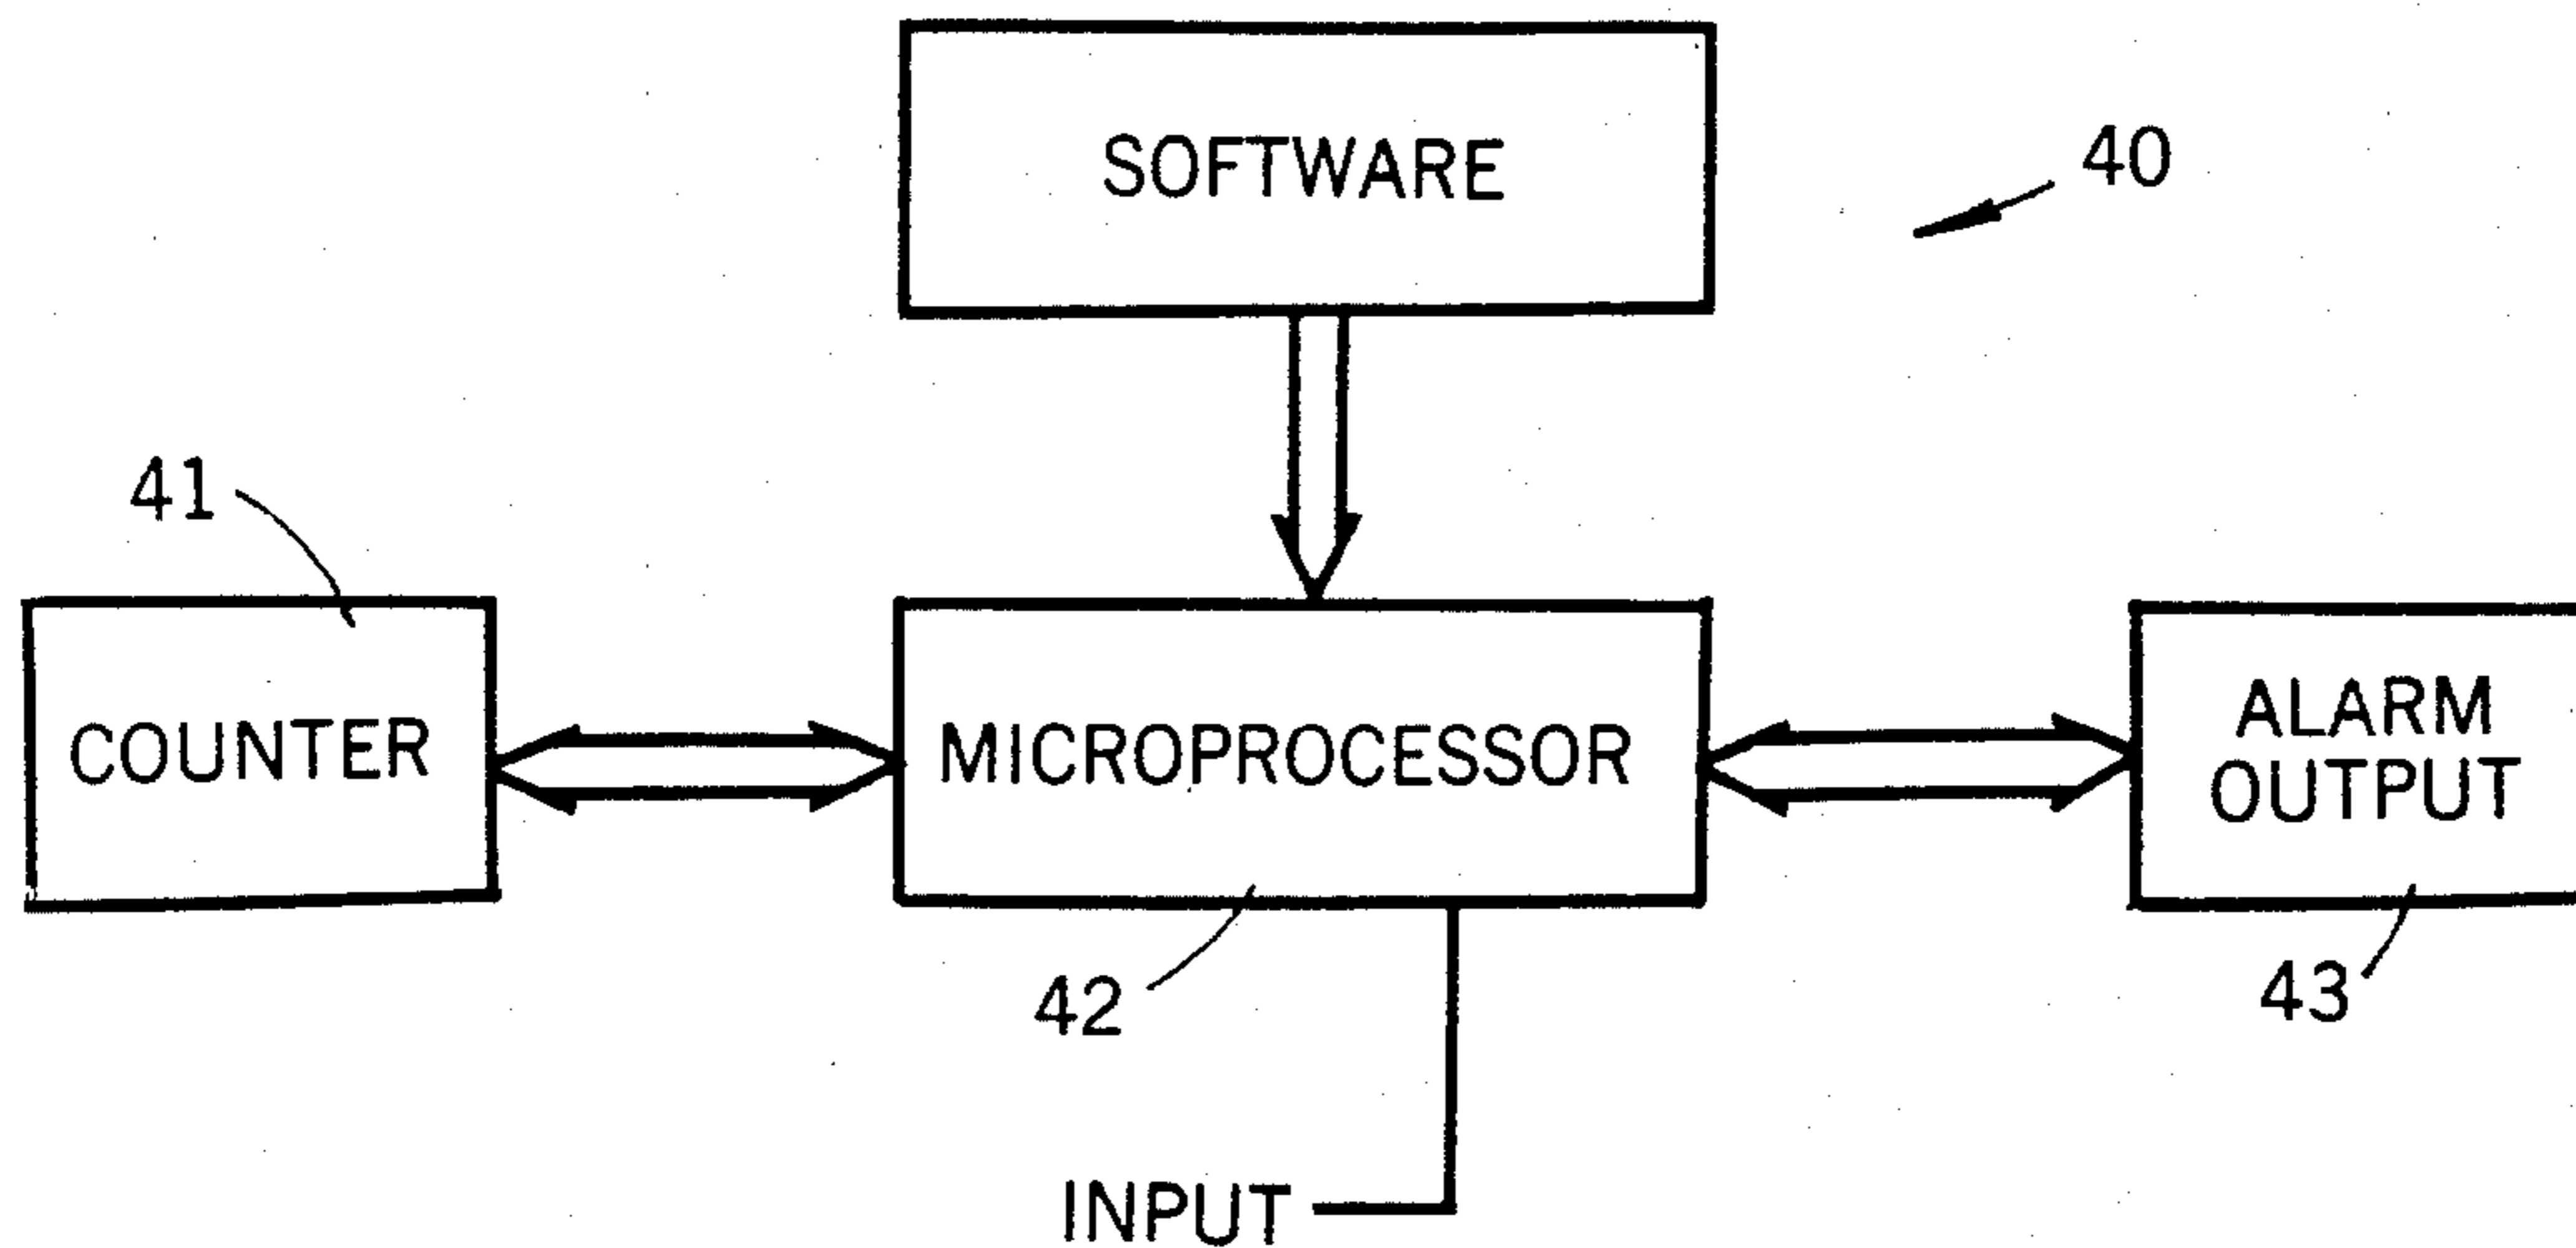 SOFTWARE
40
41
COUNTER
MICROPROCESSOR
ALARM
OUTPUT
42
43
INPUT